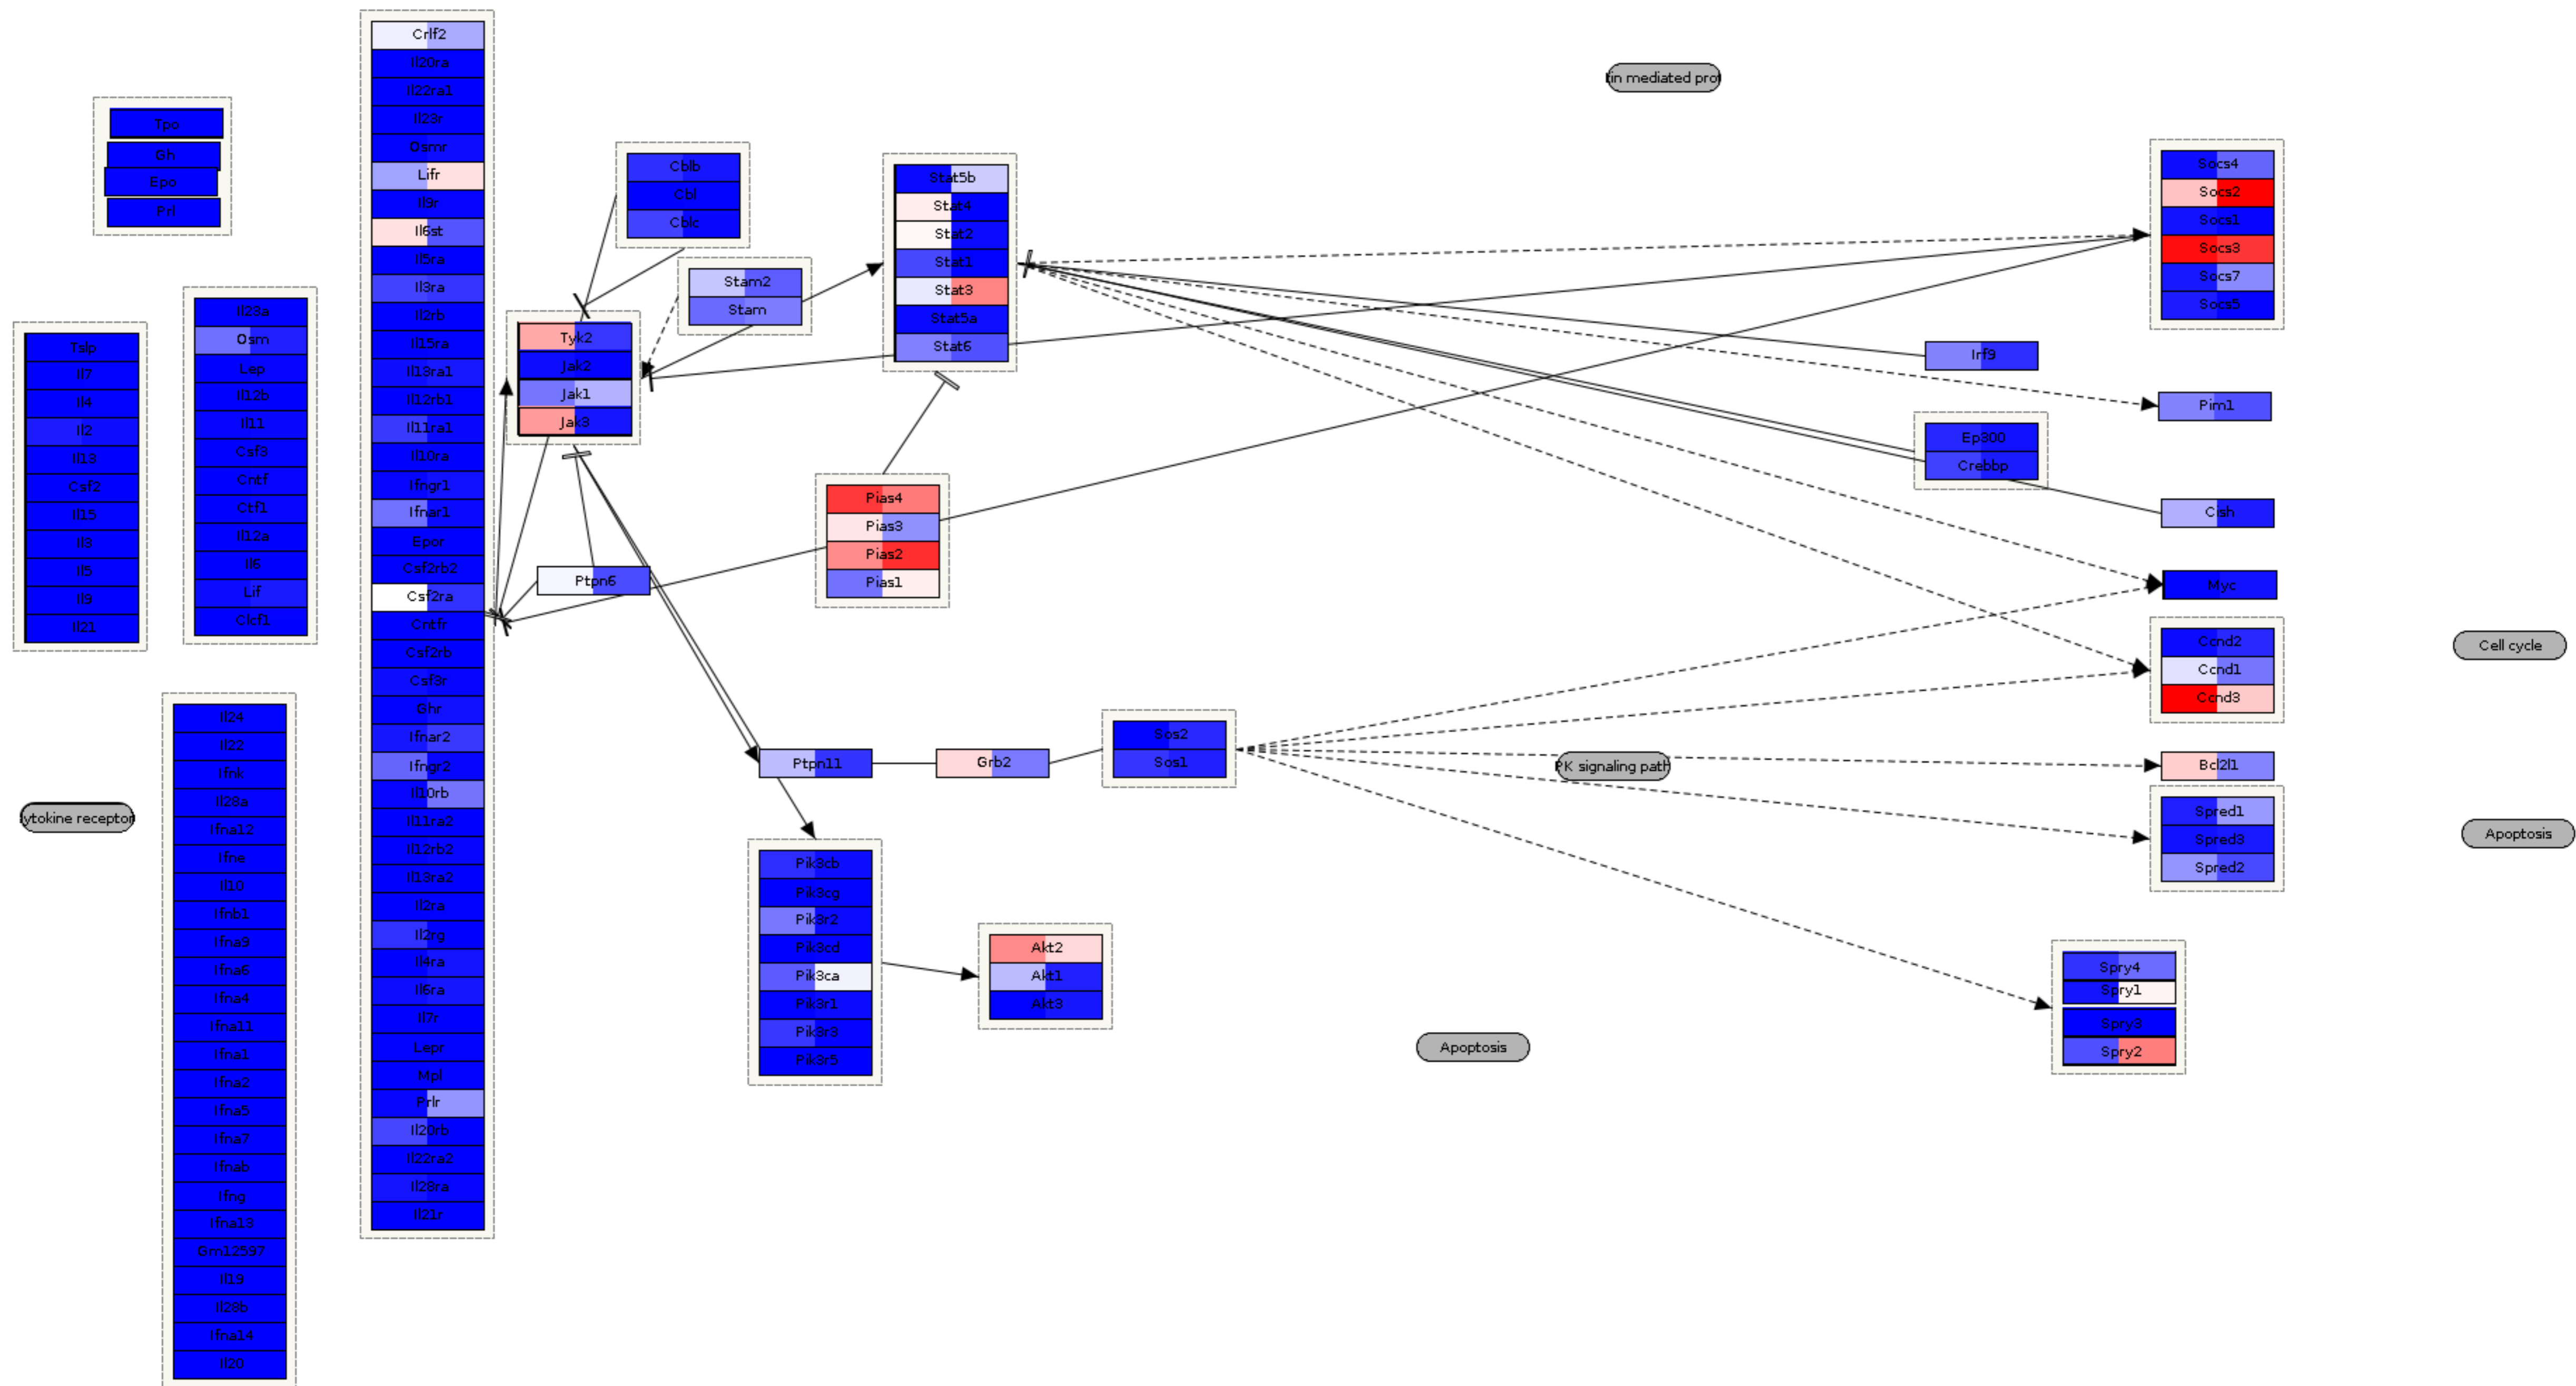 Tpo
Gh
Epo
Prl
Tslp
Il7
Il4
Il2
Il13
Csf2
Il15
Il3
Il5
Il9
Il21
Il23a
Osm
Lep
Il12b
Il11
Csf3
Cntf
Ctf1
Il12a
Il6
Lif
Clcf1
ytokine receptor
Il24
Il22
Ifnk
Il28a
Ifna12
Ifne
Il10
Ifnb1
Ifna9
Ifna6
Ifna4
Ifna11
Ifna1
Ifna2
Ifna5
Ifna7
Ifnab
Ifng
Ifna13
Gm12597
Il19
Il28b
Ifna14
Il20
Crlf2
Il20ra
Il22ra1
Il23r
Osmr
Lifr
Il9r
Il6st
Il5ra
Il3ra
Il2rb
Il15ra
Il13ra1
Il12rb1
Il11ra1
Il10ra
Ifngr1
Ifnar1
Epor
Csf2rb2
Csf2ra
Cntfr
Csf2rb
Csf3r
Ghr
Ifnar2
Ifngr2
Il10rb
Il11ra2
Il12rb2
Il13ra2
Il2ra
Il2rg
Il4ra
Il6ra
Il7r
Lepr
Mpl
Prlr
Il20rb
Il22ra2
Il28ra
Il21r
Cblb
Cbl
Cblc
Stam2
Stam
Tyk2
Jak2
Jak1
Jak3
Ptpn6
Stat5b
Stat4
Stat2
Stat1
Stat3
Stat5a
Stat6
Pias4
Pias3
Pias2
Pias1
Ptpn11
Grb2
Sos2
Sos1
Pik3cb
Pik3cg
Pik3r2
Pik3cd
Pik3ca
Pik3r1
Pik3r3
Pik3r5
Akt2
Akt1
Akt3
tin mediated prot
PK signaling path
Apoptosis
Irf9
Ep300
Crebbp
Socs4
Socs2
Socs1
Socs3
Socs7
Socs5
Pim1
Cish
Myc
Ccnd2
Ccnd1
Ccnd3
Bcl2l1
Spred1
Spred3
Spred2
Spry4
Spry1
Spry3
Spry2
Cell cycle
Apoptosis